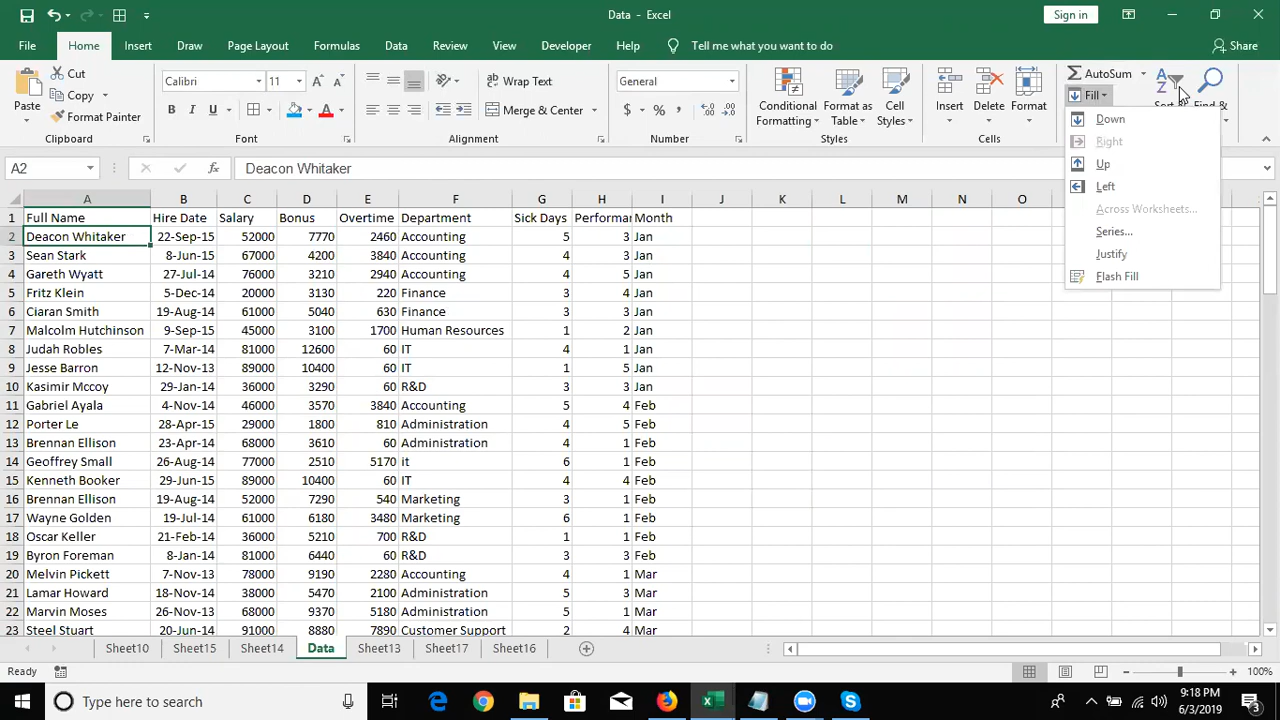 Data - Excel
Sign in
File Home Insert Draw Page Layout Formulas Data Review View Developer Help Tell me what you want to do Share
Paste Cut Copy Format Painter
Clipboard
Calibri 11
B I U
Font
Wrap Text
Merge & Center
Alignment
General
$ % ,
Number
Conditional Formatting Format as Table Cell Styles
Styles
Insert Delete Format
Cells
AutoSum
Fill
Down
Right
Up
Left
Across Worksheets...
Series...
Justify
Flash Fill
A2 fx Deacon Whitaker
A B C D E F G H I J K L M N O
1 Full Name Hire Date Salary Bonus Overtime Department Sick Days Performan Month
2 Deacon Whitaker 22-Sep-15 52000 7770 2460 Accounting 5 3 Jan
3 Sean Stark 8-Jun-15 67000 4200 3840 Accounting 4 3 Jan
4 Gareth Wyatt 27-Jul-14 76000 3210 2940 Accounting 4 5 Jan
5 Fritz Klein 5-Dec-14 20000 3130 220 Finance 3 4 Jan
6 Ciaran Smith 19-Aug-14 61000 5040 630 Finance 3 3 Jan
7 Malcolm Hutchinson 9-Sep-15 45000 3100 1700 Human Resources 1 2 Jan
8 Judah Robles 7-Mar-14 81000 12600 60 IT 4 1 Jan
9 Jesse Barron 12-Nov-13 89000 10400 60 IT 1 5 Jan
10 Kasimir Mccoy 29-Jan-14 36000 3290 60 R&D 3 3 Jan
11 Gabriel Ayala 4-Nov-14 46000 3570 3840 Accounting 5 4 Feb
12 Porter Le 28-Apr-15 29000 1800 810 Administration 4 5 Feb
13 Brennan Ellison 23-Apr-14 68000 3610 60 Administration 4 1 Feb
14 Geoffrey Small 26-Aug-14 77000 2510 5170 it 6 1 Feb
15 Kenneth Booker 29-Jun-15 89000 10400 60 IT 4 4 Feb
16 Brennan Ellison 19-Aug-14 52000 7290 540 Marketing 3 1 Feb
17 Wayne Golden 19-Jul-14 61000 6180 3480 Marketing 6 1 Feb
18 Oscar Keller 21-Feb-14 36000 5210 700 R&D 1 1 Feb
19 Byron Foreman 8-Jan-14 81000 6440 60 R&D 3 3 Feb
20 Melvin Pickett 7-Nov-13 78000 9190 2280 Accounting 4 1 Mar
21 Lamar Howard 18-Nov-14 38000 5470 2100 Administration 5 3 Mar
22 Marvin Moses 26-Nov-13 68000 9370 5180 Administration 5 1 Mar
23 Steel Stuart 20-Jun-14 91000 8880 7890 Customer Support 2 4 Mar
Sheet10 Sheet15 Sheet14 Data Sheet13 Sheet17 Sheet16
Ready 100%
Type here to search
9:18 PM
6/3/2019
3